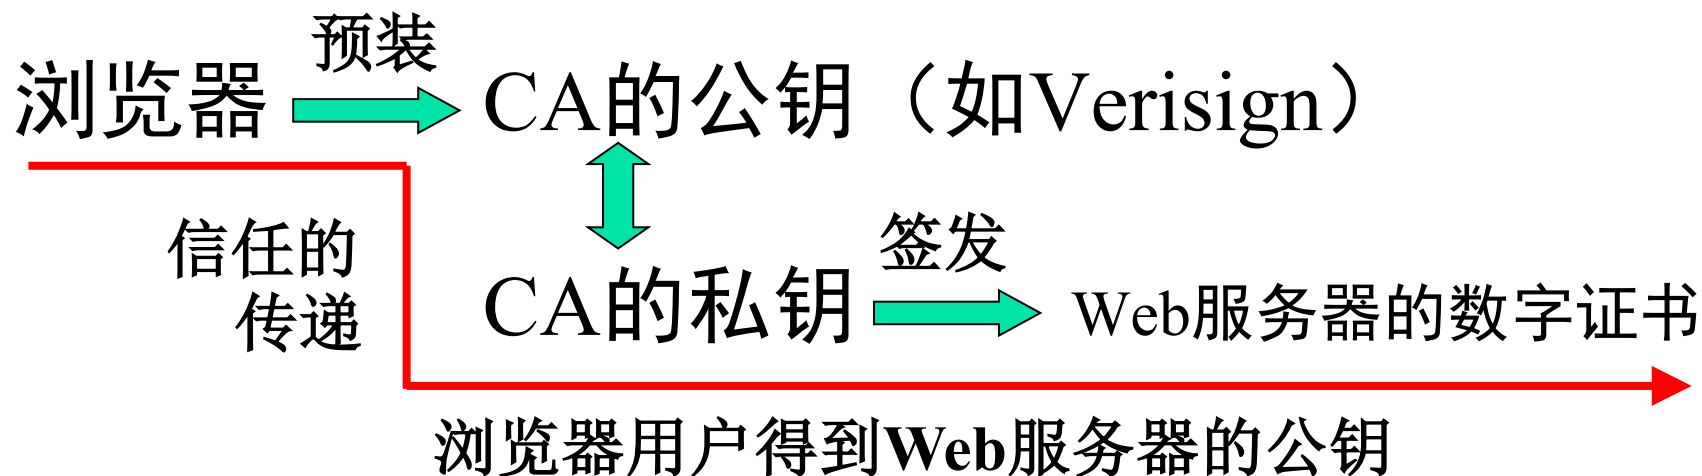 预装
浏览器
CA的公钥（如Verisign）
信任的
传递
签发
CA的私钥
Web服务器的数字证书
浏览器用户得到Web服务器的公钥